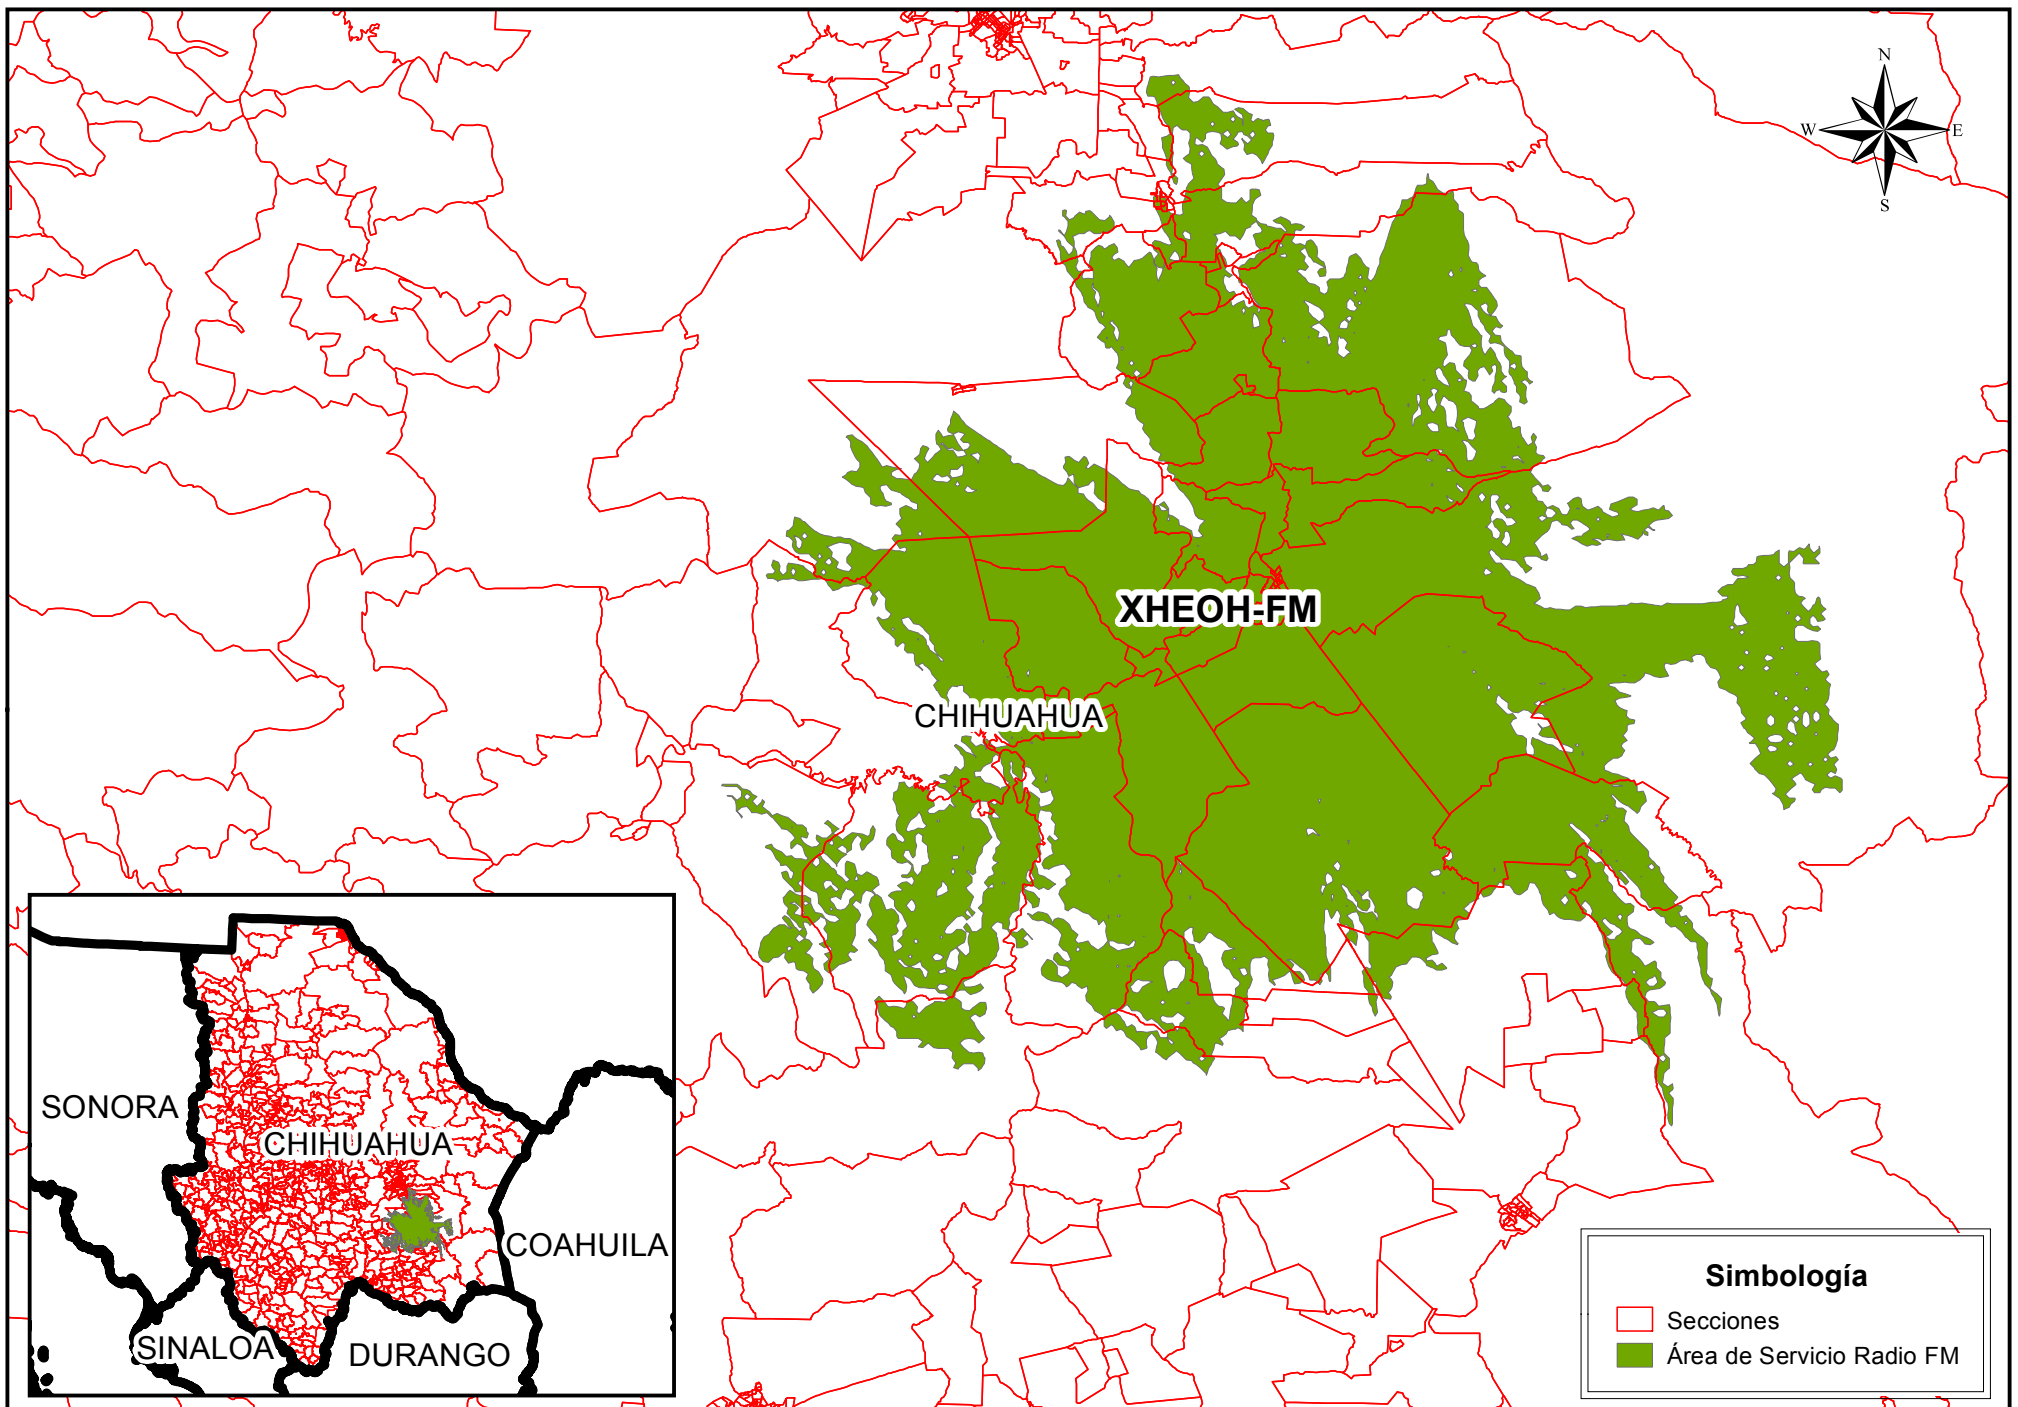 N
W E
S
XHEOH-FM
CHIHUAHUA
SONORA
CHIHUAHUA
COAHUILA
SINALOA
DURANGO
Simbología
Secciones
Área de Servicio Radio FM